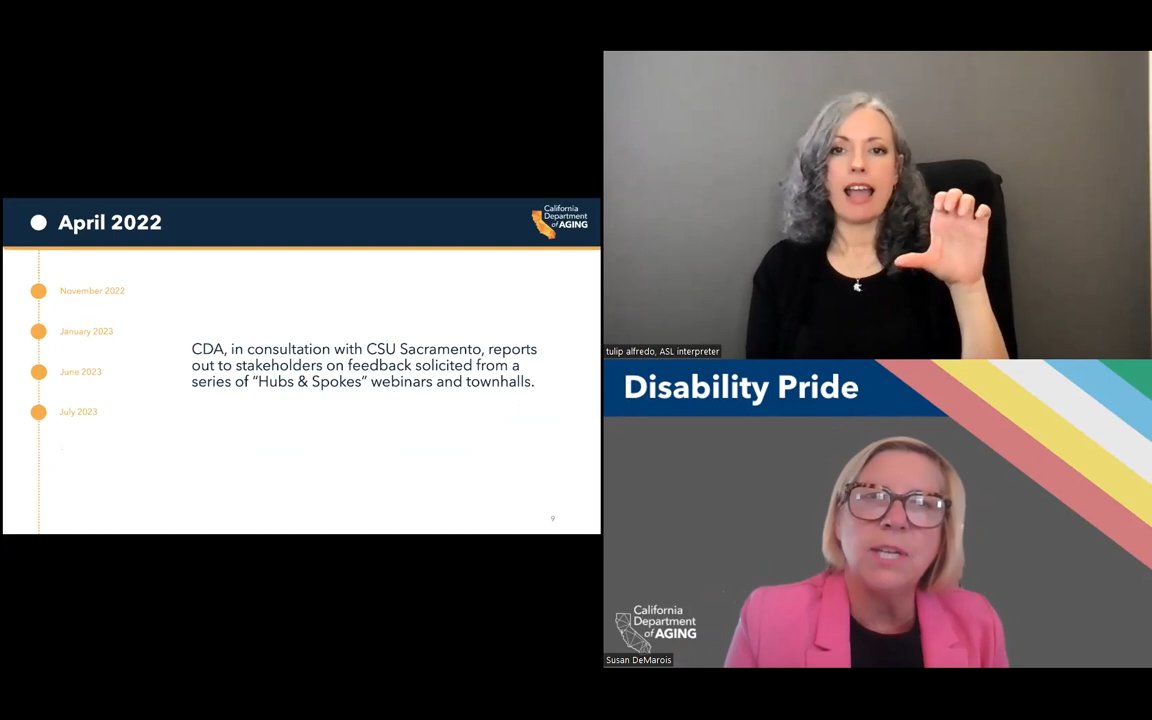 April 2022
California
Department
of AGING
November 2022
January 2023
June 2023
July 2023
CDA, in consultation with CSU Sacramento, reports
out to stakeholders on feedback solicited from a
series of “Hubs & Spokes” webinars and townhalls.
9
tulip alfredo, ASL interpreter
Disability Pride
California
Department
of AGING
Susan DeMarois